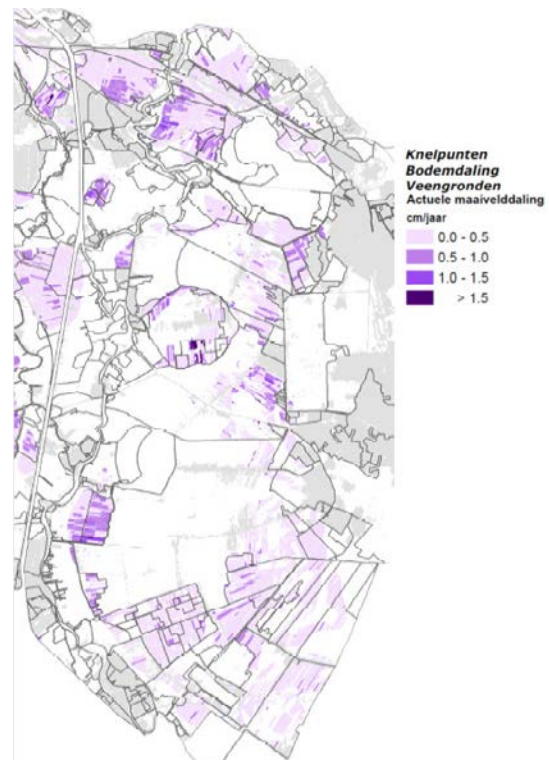 Knelpunten
Bodemdaling
Veengronden
Actuele maaivelddaling
cm/jaar
0.0 - 0.5
0.5 - 1.0
1.0 - 1.5
> 1.5